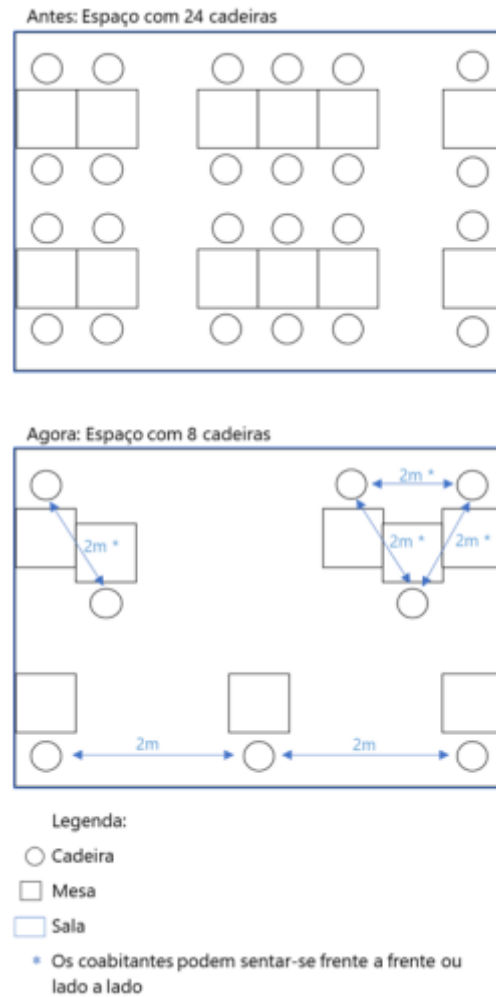 Antes: Espaço com 24 cadeiras
Agora: Espaço com 8 cadeiras
2m *
2m *
2m *
2m *
2m
2m
Legenda:
Cadeira
Mesa
Sala
* Os coabitantes podem sentar-se frente a frente ou
lado a lado